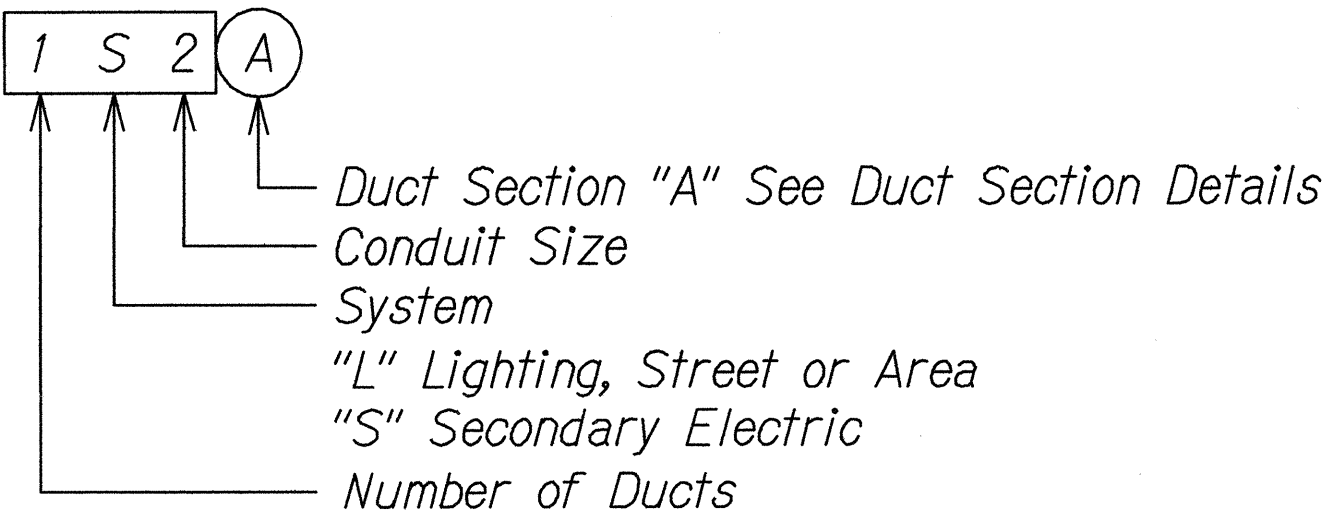 1 S 2 A
Duct Section "A" See Duct Section Details
Conduit Size
System
"L" Lighting, Street or Area
"S" Secondary Electric
Number of Ducts